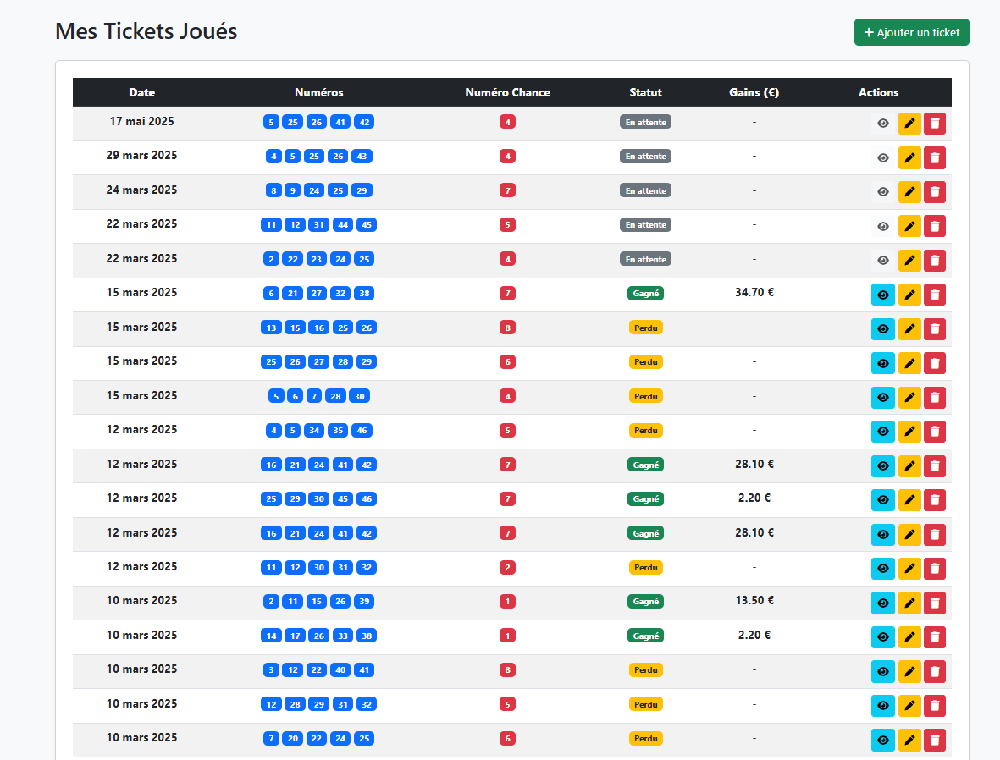 Mes Tickets Joués
+ Ajouter un ticket
Date Numéros Numéro Chance Statut Gains (€) Actions
17 mai 2025 5 25 26 41 42 4 En attente -
29 mars 2025 4 5 25 26 43 4 En attente -
24 mars 2025 8 9 24 25 29 7 En attente -
22 mars 2025 11 12 31 44 45 5 En attente -
22 mars 2025 2 22 23 24 25 4 En attente -
15 mars 2025 6 21 27 32 38 7 Gagné 34.70 €
15 mars 2025 13 15 16 25 26 8 Perdu -
15 mars 2025 25 26 27 28 29 6 Perdu -
15 mars 2025 5 6 7 28 30 4 Perdu -
12 mars 2025 4 5 34 35 46 5 Perdu -
12 mars 2025 16 21 24 41 42 7 Gagné 28.10 €
12 mars 2025 25 29 30 45 46 7 Gagné 2.20 €
12 mars 2025 16 21 24 41 42 7 Gagné 28.10 €
12 mars 2025 11 12 30 31 32 2 Perdu -
10 mars 2025 2 11 15 26 39 1 Gagné 13.50 €
10 mars 2025 14 17 26 33 38 1 Gagné 2.20 €
10 mars 2025 3 12 22 40 41 8 Perdu -
10 mars 2025 12 28 29 31 32 5 Perdu -
10 mars 2025 7 20 22 24 25 6 Perdu -